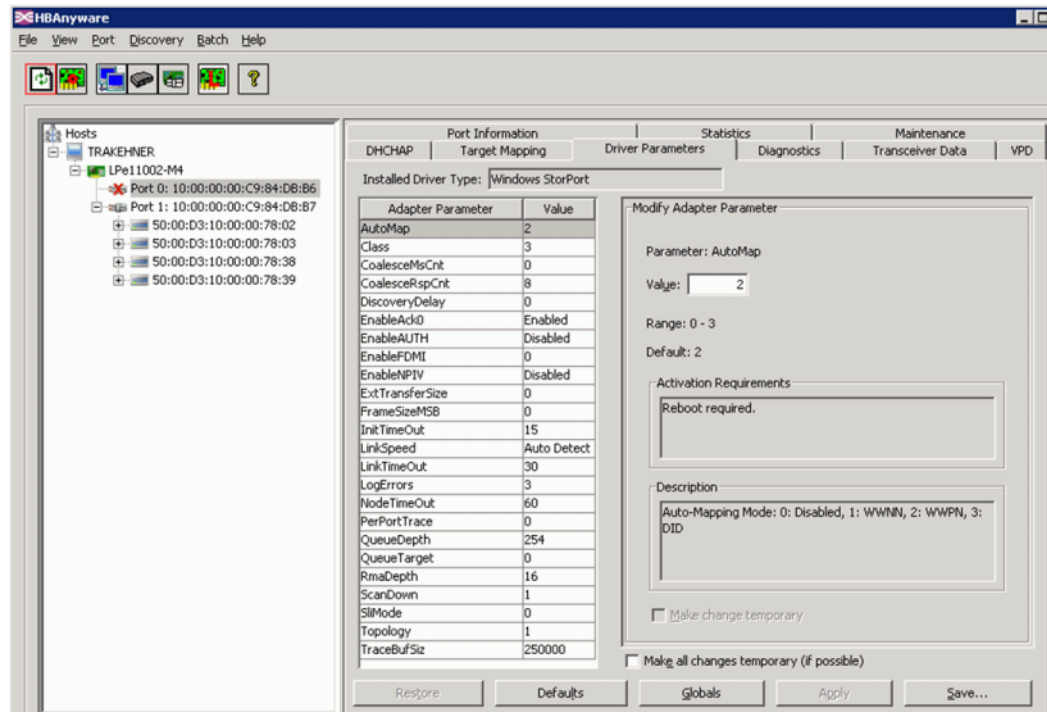 HBAnyware
File View Port Discovery Batch Help
Hosts
TRAKEHNER
LPe11002-M4
Port 0: 10:00:00:00:C9:84:DB:B6
Port 1: 10:00:00:00:C9:84:DB:B7
50:00:D3:10:00:00:78:02
50:00:D3:10:00:00:78:03
50:00:D3:10:00:00:78:38
50:00:D3:10:00:00:78:39
Port Information Statistics Maintenance
DHCHAP Target Mapping Driver Parameters Diagnostics Transceiver Data VPD
Installed Driver Type: Windows StorPort
Adapter Parameter Value
AutoMap 2
Class 3
CoalesceMsCnt 0
CoalesceRspCnt 8
DiscoveryDelay 0
EnableAck0 Enabled
EnableAUTH Disabled
EnableFDMI 0
EnableNPIV Disabled
ExtTransferSize 0
FrameSizeMSB 0
InitTimeOut 15
LinkSpeed Auto Detect
LinkTimeOut 30
LogErrors 3
NodeTimeOut 60
PerPortTrace 0
QueueDepth 254
QueueTarget 0
RmaDepth 16
ScanDown 1
SliMode 0
Topology 1
TraceBufSiz 250000
Modify Adapter Parameter
Parameter: AutoMap
Value: 2
Range: 0 - 3
Default: 2
Activation Requirements
Reboot required.
Description
Auto-Mapping Mode: 0: Disabled, 1: WWNN, 2: WWPN, 3:
DID
Make change temporary
Make all changes temporary (if possible)
Restore Defaults Globals Apply Save...